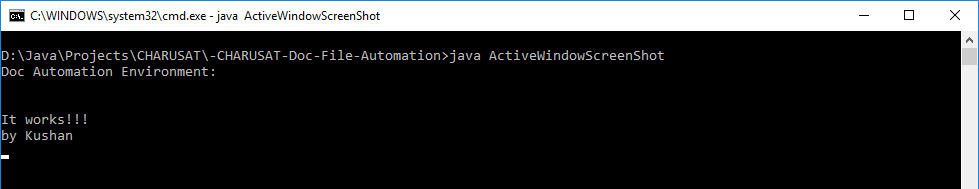 C:\WINDOWS\system32\cmd.exe - java  ActiveWindowScreenShot
D:\Java\Projects\CHARUSAT\-CHARUSAT-Doc-File-Automation>java ActiveWindowScreenShot
Doc Automation Environment:
It works!!!
by Kushan